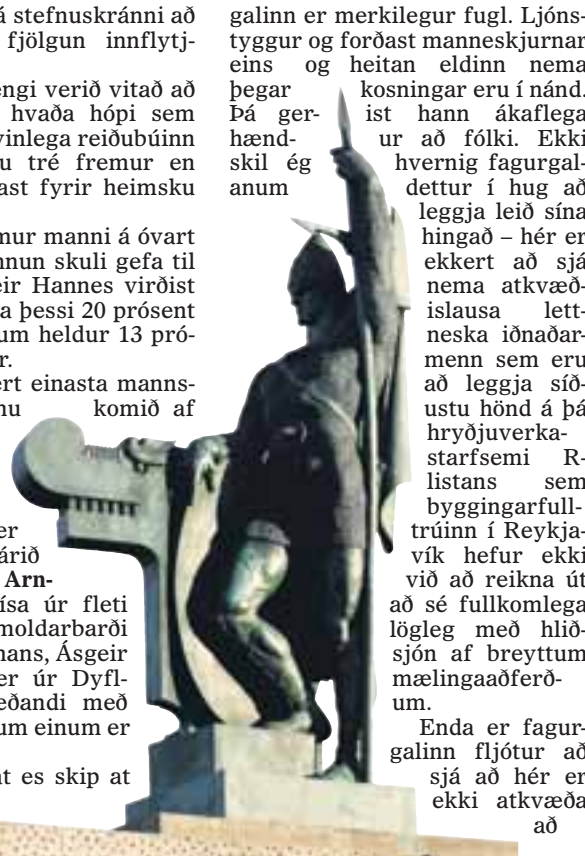 á stefnuskránni að
fjölgun innflytj-
engi verið vitað að
hvaða hópi sem
vinlega reiðubúinn
u tré fremur en
ast fyrir heimsku
mur manni á óvart
nnun skuli gefa til
eir Hannes virðist
a þessi 20 prósent
um heldur 13 pró-
r.
ert einasta manns-
nu komið af
er
árið
Arn-
ísa úr fleti
moldarbarði
hans, Ásgeir
er úr Dyfl-
eðandi með
um einum er
at es skip at
galinn er merkilegur fugl. Ljóns-
tyggur og forðast manneskjurnar
eins og heitan eldinn nema
þegar kosningar eru í nánd.
Þá ger- ist hann ákaflega
hænd- ur að fólki. Ekki
skil ég hvernig fagurgal-
anum dettur í hug að
leggja leið sína
hingað – hér er
ekkert að sjá
nema atkvæð-
islausa lett-
neska iðnaðar-
menn sem eru
að leggja síð-
ustu hönd á þá
hryðjuverka-
starfsemi R-
listans sem
byggingarfull-
trúinn í Reykja-
vík hefur ekki
við að reikna út
að sé fullkomlega
lögleg með hlið-
sjón af breyttum
mælingaaðferð-
um.
Enda er fagur-
galinn fljótur að
sjá að hér er
ekki atkvæða
að